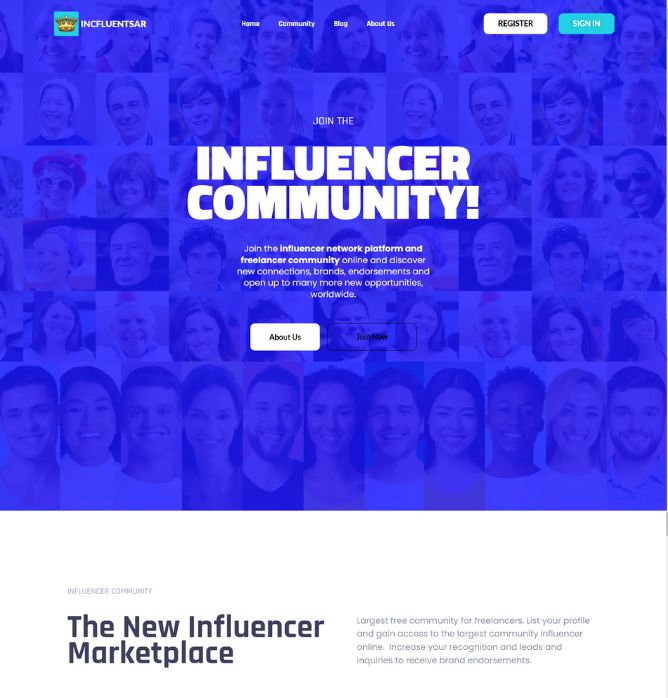 INCFLUENTSAR
Home Community Blog About Us
REGISTER SIGN IN
JOIN THE
INFLUENCER
COMMUNITY!
Join the influencer network platform and
freelancer community online and discover
new connections, brands, endorsements and
open up to many more new opportunities,
worldwide.
About Us Join Now
INFLUENCER COMMUNITY
The New Influencer
Marketplace
Largest free community for freelancers. List your profile
and gain access to the largest community influencer
online. Increase your recognition and leads and
inquiries to receive brand endorsements.